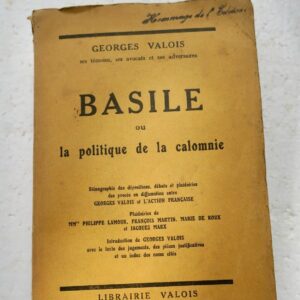 Hommage de l'Éditeur
GEORGES VALOIS
ses témoins, ses avocats et ses adversaires
BASILE
ou
la politique de la calomnie
Sténographie des dépositions, débats et plaidoiries
des procès en diffamation entre
GEORGES VALOIS et L'ACTION FRANÇAISE
Plaidoiries de
MMes PHILIPPE LAMOUR, FRANÇOIS MARTIN, MARIE DE ROUX
et JACQUES MARX
Introduction de GEORGES VALOIS
avec le texte des jugements, des pièces justificatives
et un index des noms cités
LIBRAIRIE VALOIS